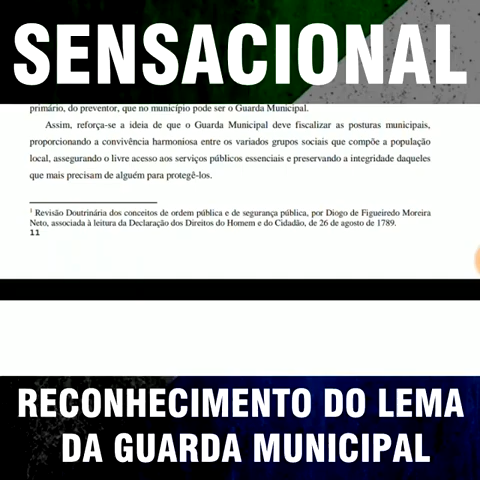 SENSACIONAL
primário, do preventor, que no município pode ser o Guarda Municipal.
Assim, reforça-se a ideia de que o Guarda Municipal deve fiscalizar as posturas municipais,
proporcionando a convivência harmoniosa entre os variados grupos sociais que compõe a população
local, assegurando o livre acesso aos serviços públicos essenciais e preservando a integridade daqueles
que mais precisam de alguém para protegê-los.
1 Revisão Doutrinária dos conceitos de ordem pública e de segurança pública, por Diogo de Figueiredo Moreira
Neto, associada à leitura da Declaração dos Direitos do Homem e do Cidadão, de 26 de agosto de 1789.
11
RECONHECIMENTO DO LEMA
DA GUARDA MUNICIPAL